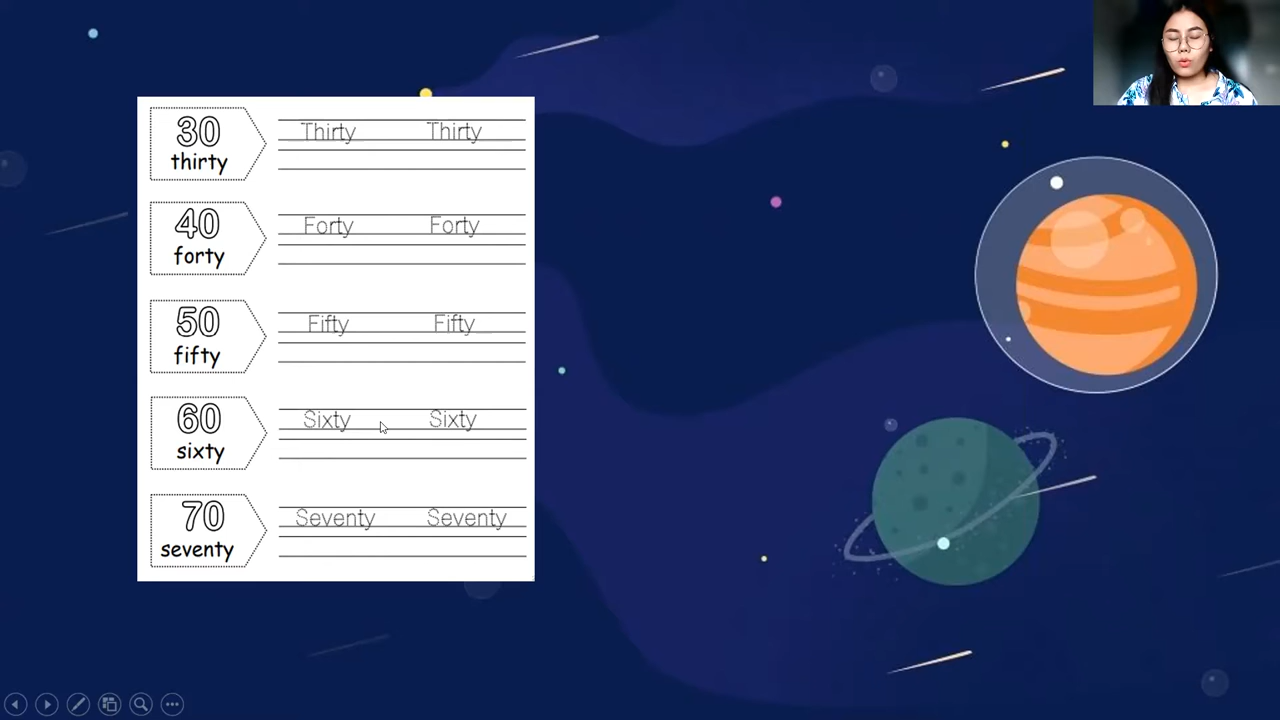 30 Thirty Thirty
thirty
40 Forty Forty
forty
50 Fifty Fifty
fifty
60 Sixty Sixty
sixty
70 Seventy Seventy
seventy